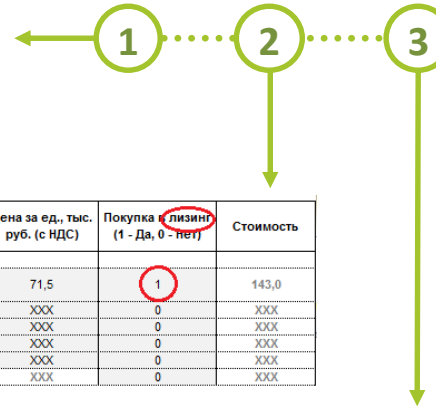 1 2 3
ена за ед., тыс. руб. (с НДС) Покупка в лизинг (1 - Да, 0 - Нет) Стоимость
71,5 1 143,0
XXX 0 XXX
XXX 0 XXX
XXX 0 XXX
XXX 0 XXX
XXX 0 XXX